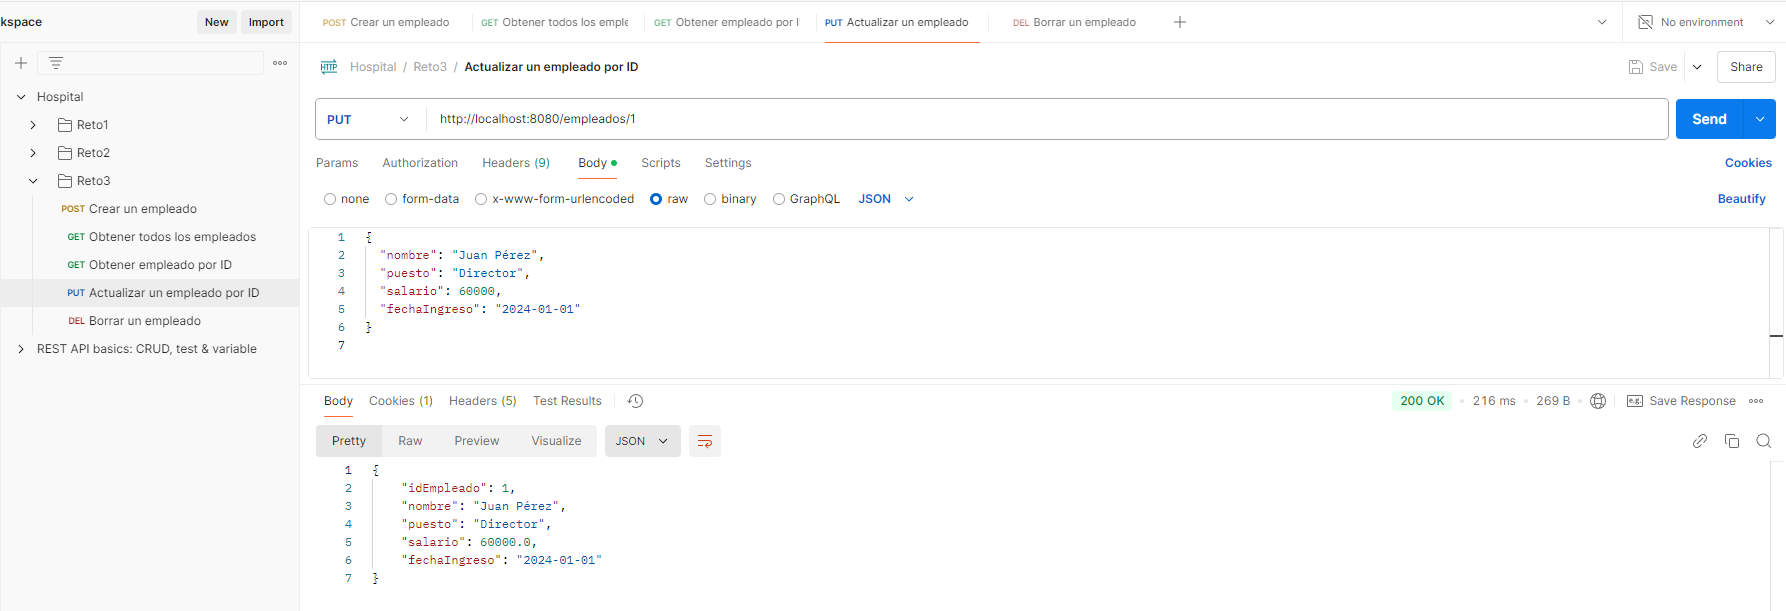 kspace New Import
POST Crear un empleado GET Obtener todos los emple GET Obtener empleado por I PUT Actualizar un empleado DEL Borrar un empleado + No environment
HTTP Hospital / Reto3 / Actualizar un empleado por ID Save Share
Hospital
Reto1
Reto2
Reto3
POST Crear un empleado
GET Obtener todos los empleados
GET Obtener empleado por ID
PUT Actualizar un empleado por ID
DEL Borrar un empleado
REST API basics: CRUD, test & variable
PUT http://localhost:8080/empleados/1 Send
Params Authorization Headers (9) Body Scripts Settings Cookies
none form-data x-www-form-urlencoded raw binary GraphQL JSON Beautify
1 {
2 "nombre": "Juan Pérez",
3 "puesto": "Director",
4 "salario": 60000,
5 "fechaIngreso": "2024-01-01"
6 }
7
Body Cookies (1) Headers (5) Test Results 200 OK 216 ms 269 B e.g. Save Response
Pretty Raw Preview Visualize JSON
1 {
2 "idEmpleado": 1,
3 "nombre": "Juan Pérez",
4 "puesto": "Director",
5 "salario": 60000.0,
6 "fechaIngreso": "2024-01-01"
7 }